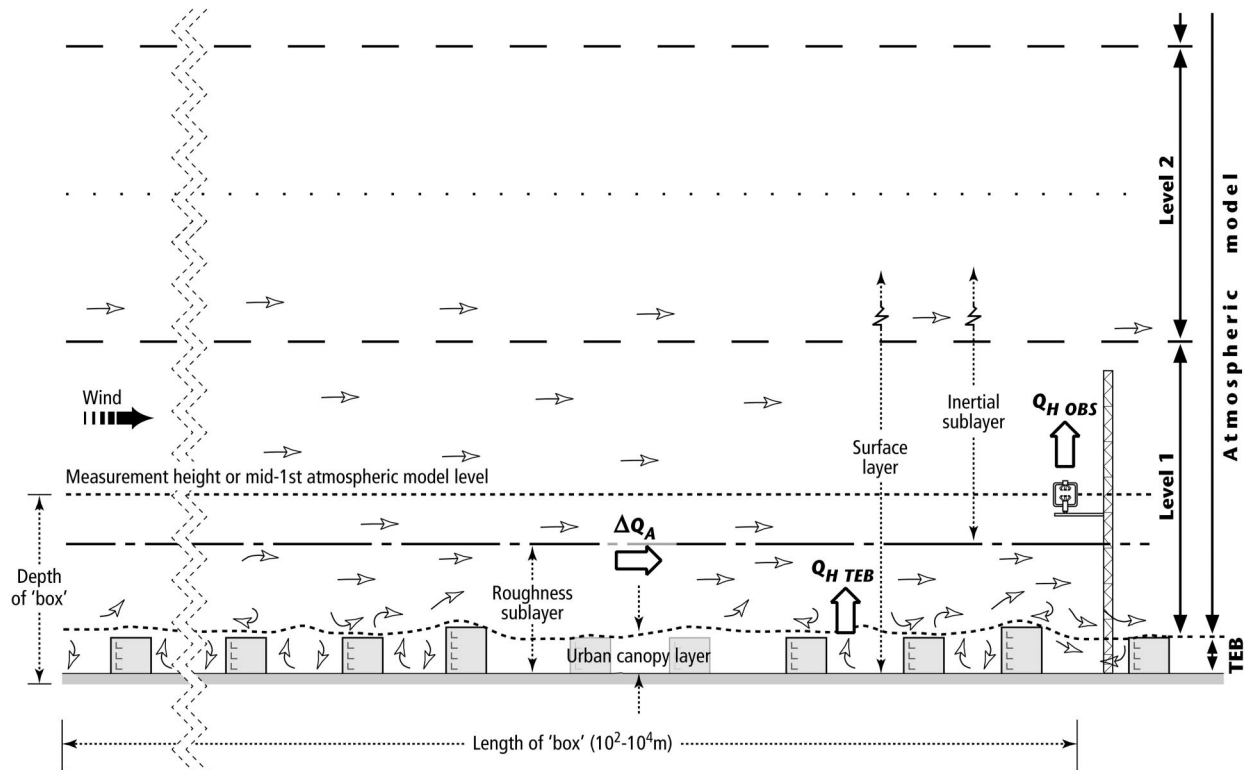 Level 2
Atmospheric model
Wind
Q_H OBS
Inertial
sublayer
Surface
layer
Level 1
Measurement height or mid-1st atmospheric model level
ΔQ_A
Depth
of 'box'
Roughness
sublayer
Q_H TEB
Urban canopy layer
TEB
Length of 'box' (10²-10⁴m)